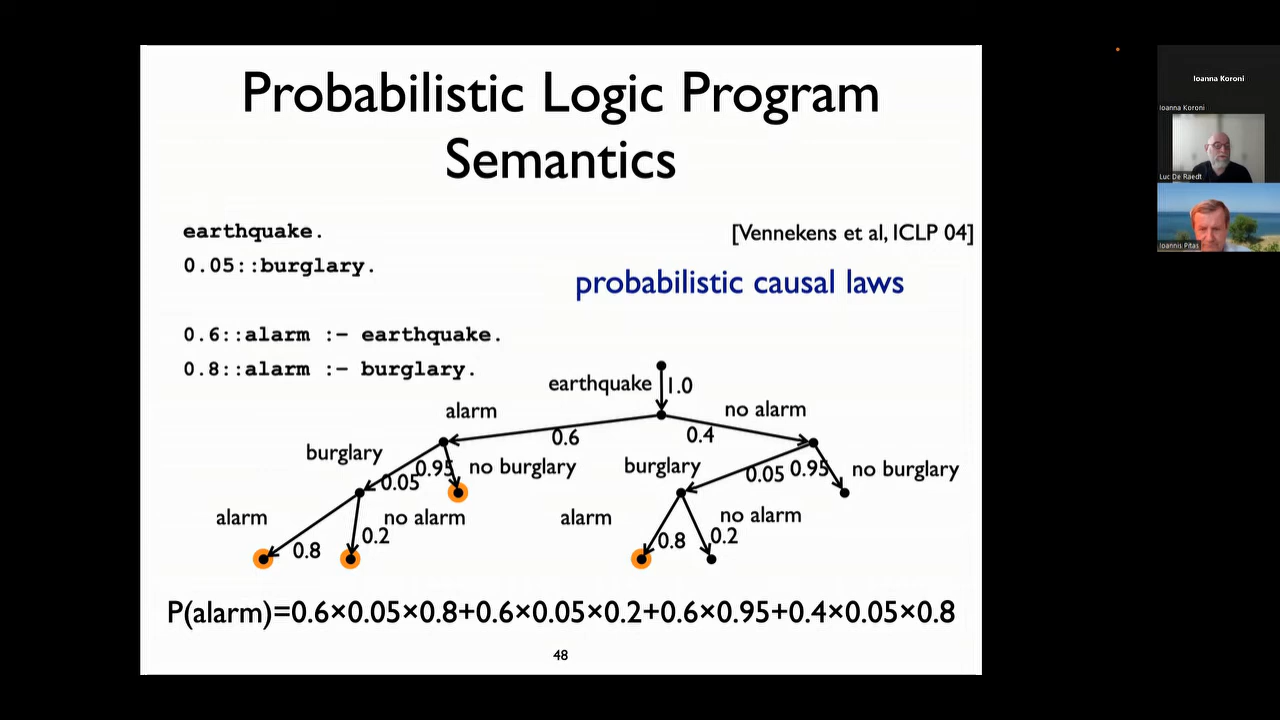 Probabilistic Logic Program
Semantics
earthquake.
[Vennekens et al, ICLP 04]
0.05::burglary.
probabilistic causal laws
0.6::alarm :- earthquake.
0.8::alarm :- burglary.
earthquake
1.0
alarm
no alarm
0.6
0.4
burglary
0.95
no burglary
0.05
burglary
0.05
0.95
no burglary
alarm
no alarm
0.8
0.2
alarm
no alarm
0.8
0.2
P(alarm)=0.6×0.05×0.8+0.6×0.05×0.2+0.6×0.95+0.4×0.05×0.8
48
Ioanna Koroni
Ioanna Koroni
Luc De Raedt
Ioannis Pitas